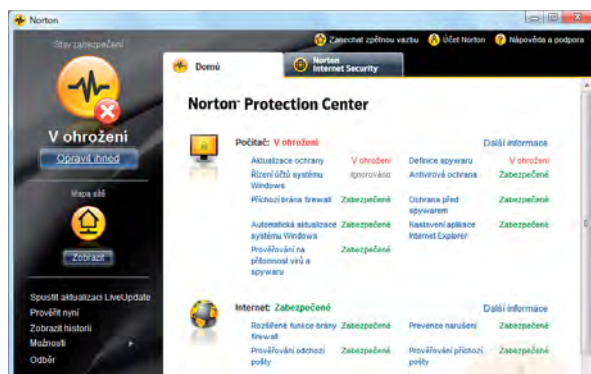 Norton
Zanechat zpětnou vazbu
Účet Norton
Nápověda a podpora
Stav zabezpečení
V ohrožení
Opravit ihned
Mapa sítě
Zobrazit
Spustit aktualizaci LiveUpdate
Prověřit nyní
Zobrazit historii
Možnosti
Odběr
Domů
Norton
Internet Security
Norton Protection Center
Počítač: V ohrožení
Další informace
Aktualizace ochrany V ohrožení
Definice spywaru V ohrožení
Řízení účtů systému Ignorováno
Windows
Antivirová ochrana Zabezpečené
Příchozí brána firewall Zabezpečené
Ochrana před Zabezpečené
spywarem
Automatická aktualizace Zabezpečené
systému Windows
Nastavení aplikace Zabezpečené
Internet Explorer
Prověřování na Zabezpečené
přítomnost virů a
spywaru
Internet: Zabezpečené
Další informace
Rozšířené funkce brány Zabezpečené
firewall
Prevence narušení Zabezpečené
Prověřování odchozí Zabezpečené
pošty
Prověřování příchozí Zabezpečené
pošty